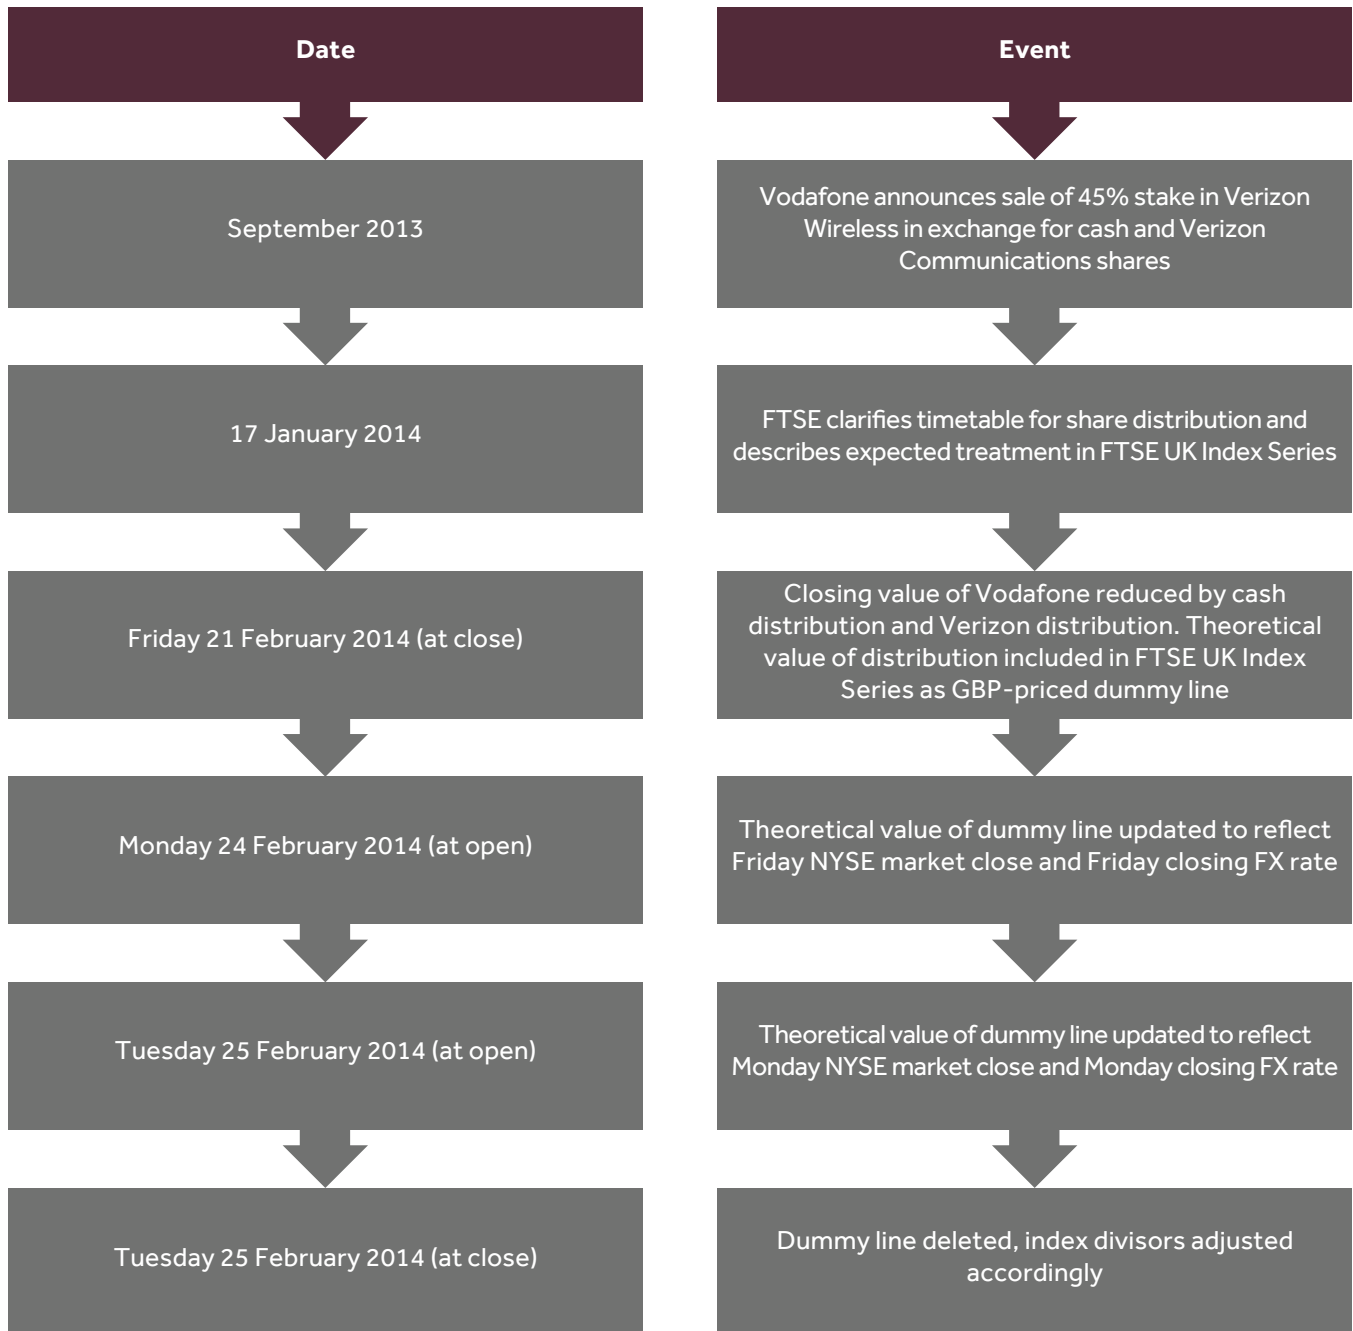 Date
Event
September 2013
Vodafone announces sale of 45% stake in Verizon
Wireless in exchange for cash and Verizon
Communications shares
17 January 2014
FTSE clarifies timetable for share distribution and
describes expected treatment in FTSE UK Index Series
Friday 21 February 2014 (at close)
Closing value of Vodafone reduced by cash
distribution and Verizon distribution. Theoretical
value of distribution included in FTSE UK Index
Series as GBP-priced dummy line
Monday 24 February 2014 (at open)
Theoretical value of dummy line updated to reflect
Friday NYSE market close and Friday closing FX rate
Tuesday 25 February 2014 (at open)
Theoretical value of dummy line updated to reflect
Monday NYSE market close and Monday closing FX rate
Tuesday 25 February 2014 (at close)
Dummy line deleted, index divisors adjusted
accordingly